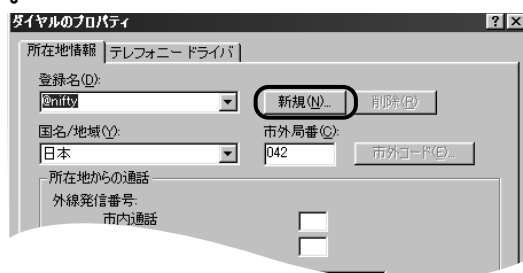 。
ダイヤルのプロパティ ? ×
所在地情報 テレフォニー ドライバ
登録名(D):
@nifty 新規(N)... 削除(R)
国名/地域(Y): 市外局番(C):
日本 042 市外コード(E)...
所在地からの通話
外線発信番号:
市内通話